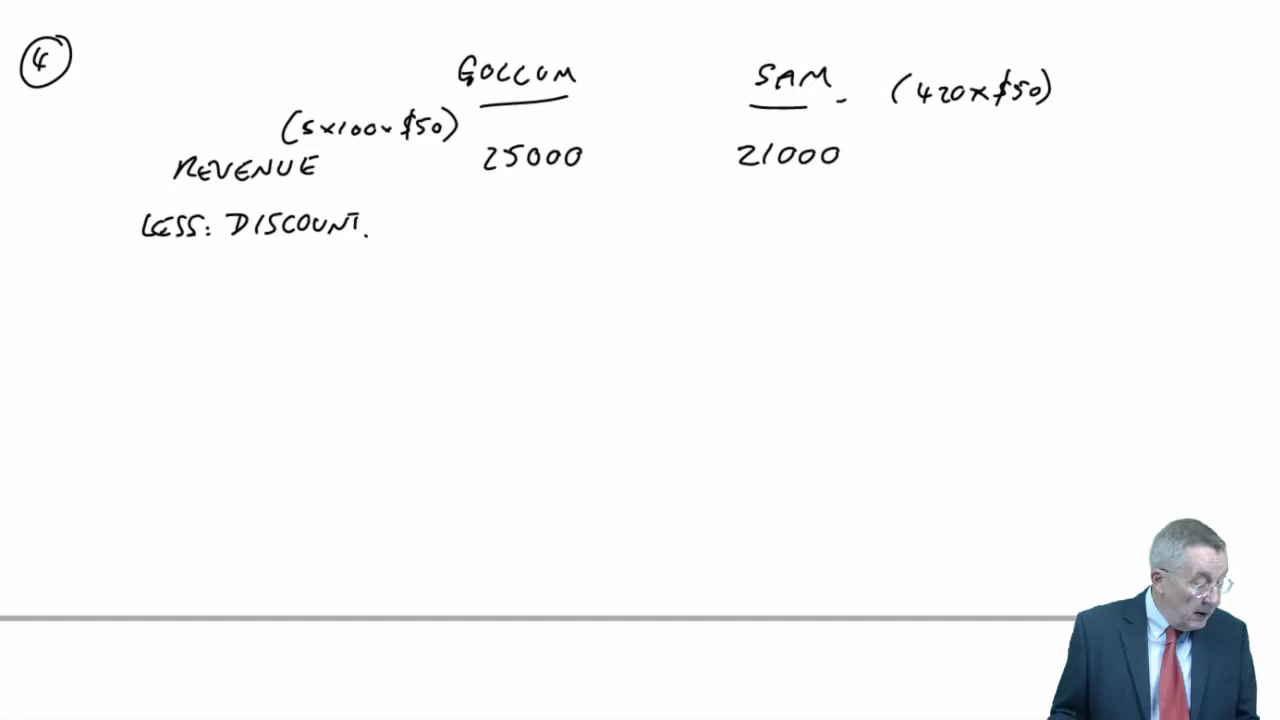 4
GOLLUM SAM (420×$50)
(5×100×$50)
REVENUE 25000 21000
LESS: DISCOUNT.